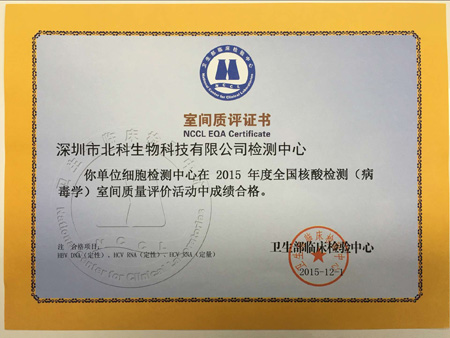 卫生部临床检验中心
National Center for Clinical Laboratories
NCCL
室间质评证书
NCCL EQA Certificate
深圳市北科生物科技有限公司检测中心
你单位细胞检测中心在 2015 年度全国核酸检测（病
毒学）室间质量评价活动中成绩合格。
注：合格项目:
HBV DNA（定性）、HCV RNA（定性）、HCV RNA（定量）
卫生部临床检验中心
2015-12-1